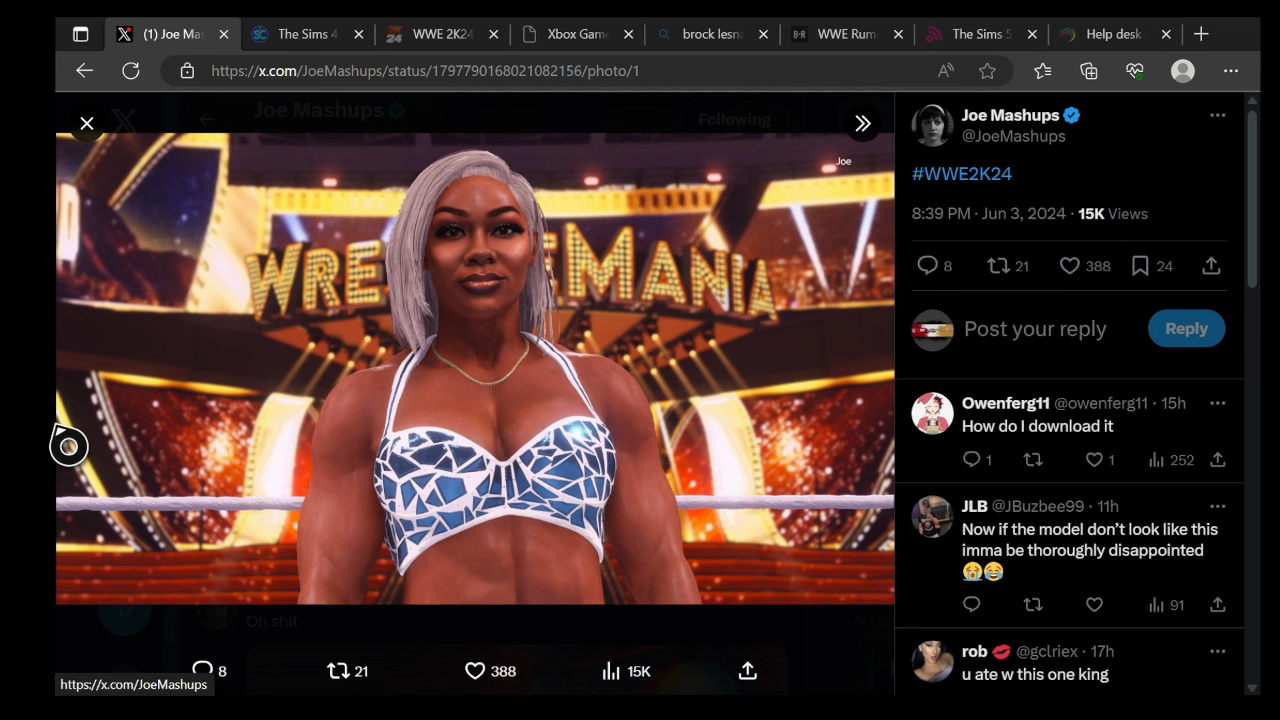 (1) Joe Ma
The Sims 4
WWE 2K24
Xbox Gam
brock lesn
B·R
WWE Rum
The Sims 5
Help desk
https://x.com/JoeMashups/status/1797790168021082156/photo/1
Joe Mashups
Following
Joe
WRE EMANIA
Joe Mashups
@JoeMashups
#WWE2K24
8:39 PM · Jun 3, 2024 · 15K Views
8 21 388 24
Post your reply
Reply
Owenferg11 @owenferg11 · 15h
How do I download it
1 1 252
JLB @JBuzbee99 · 11h
Now if the model don’t look like this
imma be thoroughly disappointed
😭😂
91
rob 💋 @gclriex · 17h
u ate w this one king
Oh shit
8 21 388 15K
https://x.com/JoeMashups